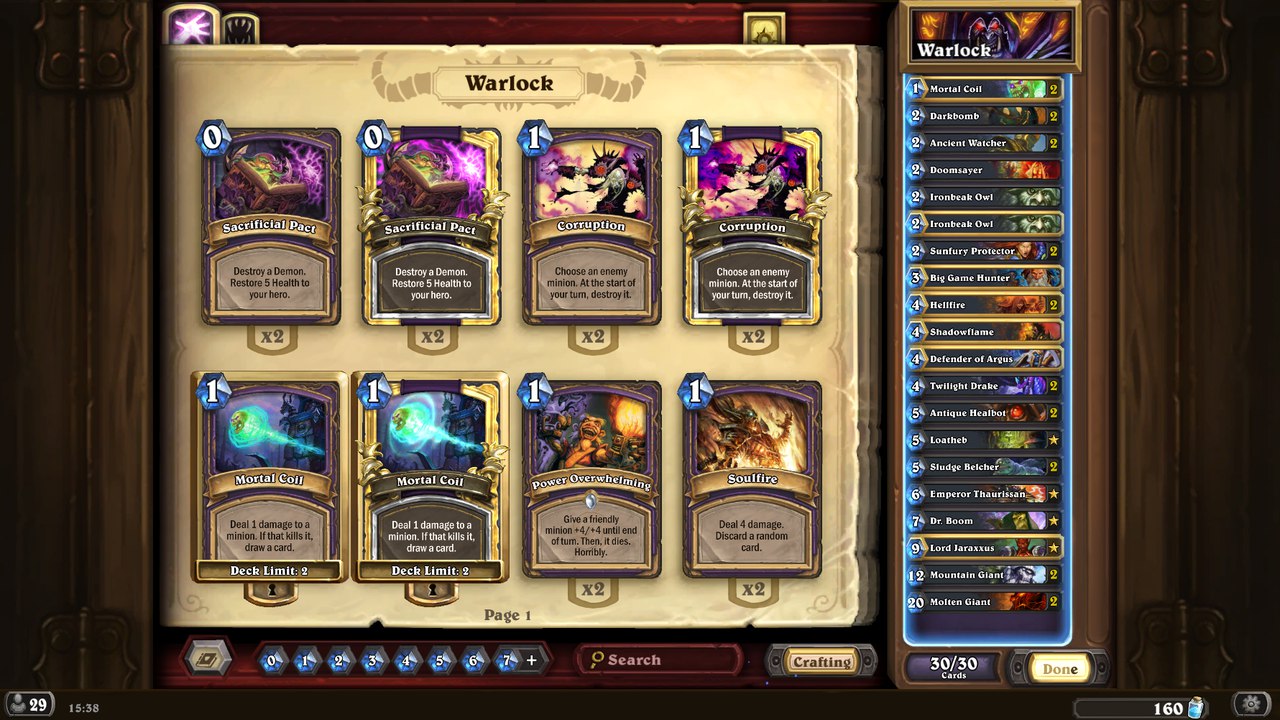 Warlock
0
Sacrificial Pact
Destroy a Demon.
Restore 5 Health to
your hero.
x2
0
Sacrificial Pact
Destroy a Demon.
Restore 5 Health to
your hero.
x2
1
Corruption
Choose an enemy
minion. At the start of
your turn, destroy it.
x2
1
Corruption
Choose an enemy
minion. At the start of
your turn, destroy it.
x2
1
Mortal Coil
Deal 1 damage to a
minion. If that kills it,
draw a card.
Deck Limit: 2
1
Mortal Coil
Deal 1 damage to a
minion. If that kills it,
draw a card.
Deck Limit: 2
1
Power Overwhelming
Give a friendly
minion +4/+4 until end
of turn. Then, it dies.
Horribly.
x2
1
Soulfire
Deal 4 damage.
Discard a random
card.
x2
Page 1
0 1 2 3 4 5 6 7 +
Search
Crafting
Warlock
1 Mortal Coil 2
2 Darkbomb 2
2 Ancient Watcher 2
2 Doomsayer
2 Ironbeak Owl
2 Ironbeak Owl
2 Sunfury Protector 2
3 Big Game Hunter
4 Hellfire 2
4 Shadowflame
4 Defender of Argus
4 Twilight Drake 2
5 Antique Healbot 2
5 Loatheb
5 Sludge Belcher 2
6 Emperor Thaurissan
7 Dr. Boom
9 Lord Jaraxxus
12 Mountain Giant 2
20 Molten Giant 2
30/30
Cards
Done
29
15:38
160